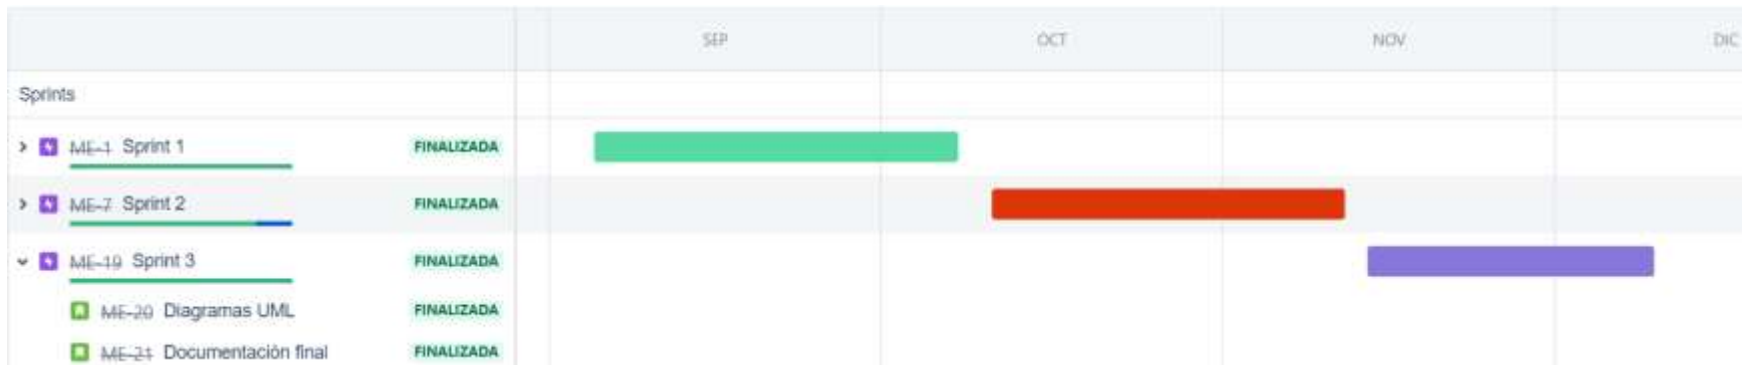 SEP OCT NOV DIC
Sprints
ME-1 Sprint 1 FINALIZADA
ME-7 Sprint 2 FINALIZADA
ME-19 Sprint 3 FINALIZADA
ME-20 Diagramas UML FINALIZADA
ME-21 Documentación final FINALIZADA